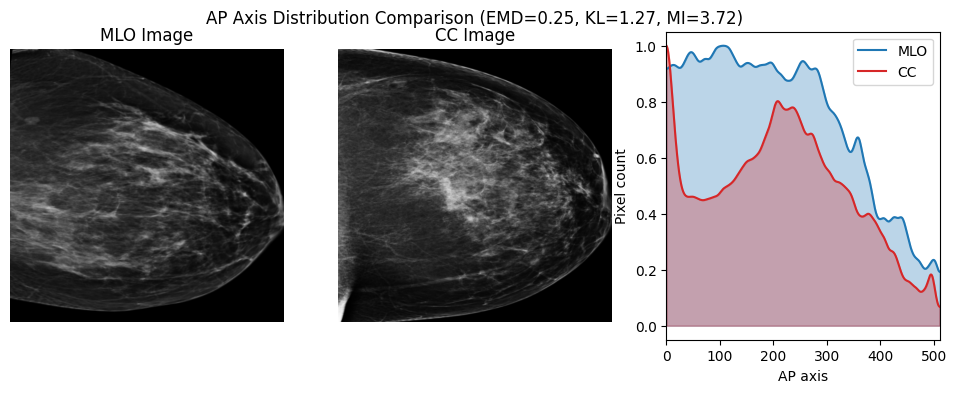 AP Axis Distribution Comparison (EMD=0.25, KL=1.27, MI=3.72)
MLO Image
CC Image
MLO
CC
Pixel count
1.0
0.8
0.6
0.4
0.2
0.0
0 100 200 300 400 500
AP axis